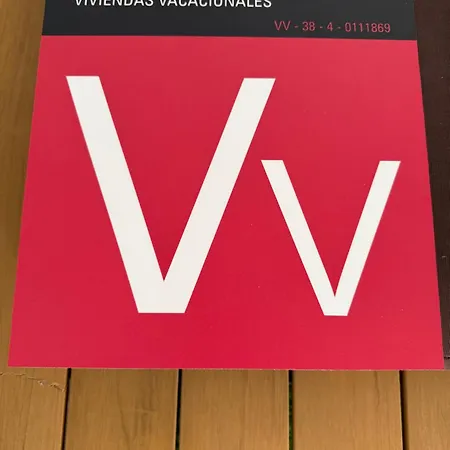 VIVIENDAS VACACIONALES
VV - 38 - 4 - 0111869
Vv